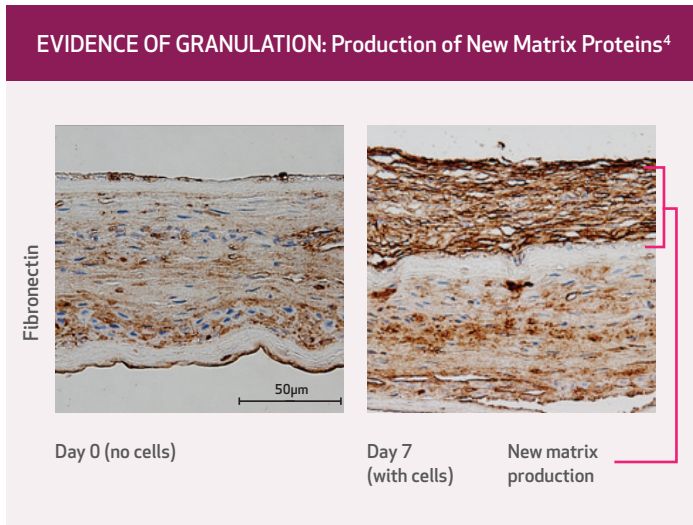 EVIDENCE OF GRANULATION: Production of New Matrix Proteins⁴
Fibronectin
50µm
Day 0 (no cells)
Day 7
(with cells)
New matrix
production